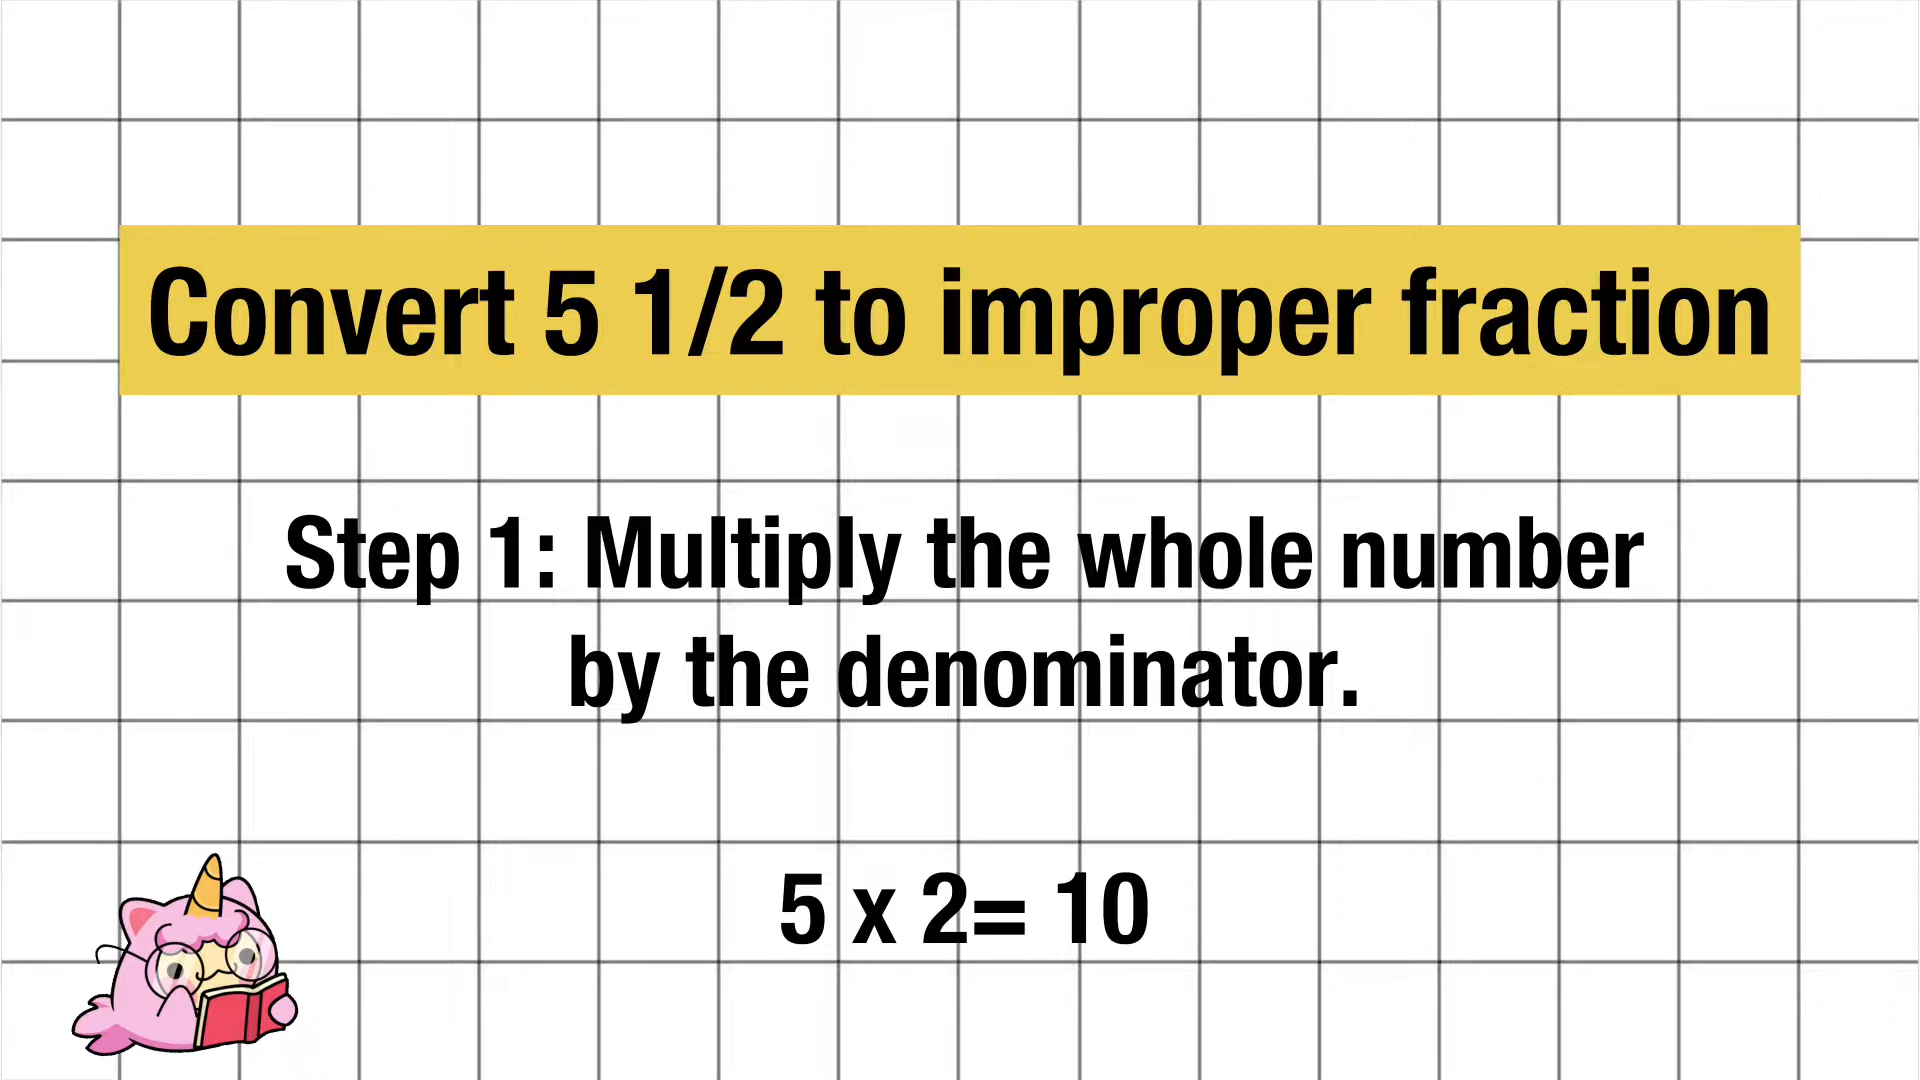 Convert 5 1/2 to improper fraction
Step 1: Multiply the whole number
by the denominator.
5 x 2= 10